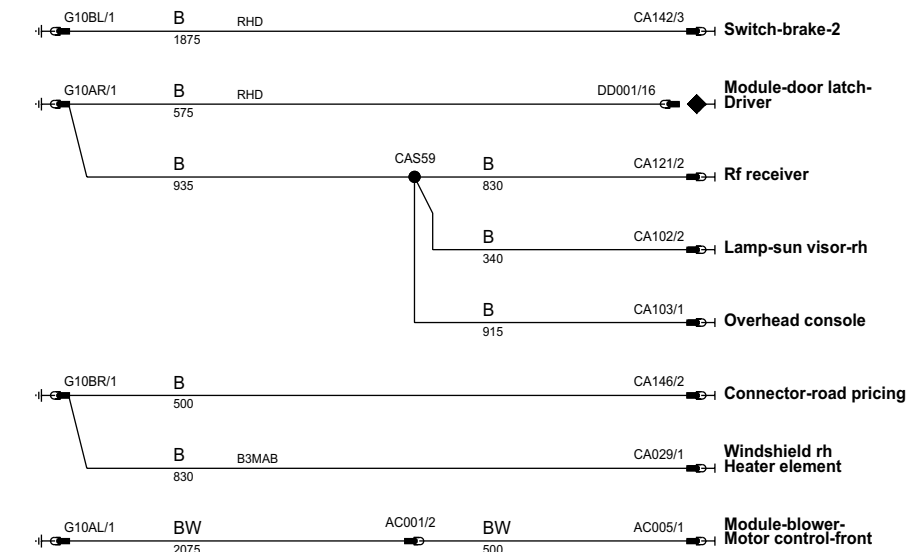 G10BL/1 B RHD CA142/3 Switch-brake-2
1875
G10AR/1 B RHD DD001/16 Module-door latch-
575 Driver
B CAS59 B CA121/2 Rf receiver
935 830
B CA102/2 Lamp-sun visor-rh
340
B CA103/1 Overhead console
915
G10BR/1 B CA146/2 Connector-road pricing
500
B B3MAB CA029/1 Windshield rh
830 Heater element
G10AL/1 BW AC001/2 BW AC005/1 Module-blower-
2075 500 Motor control-front